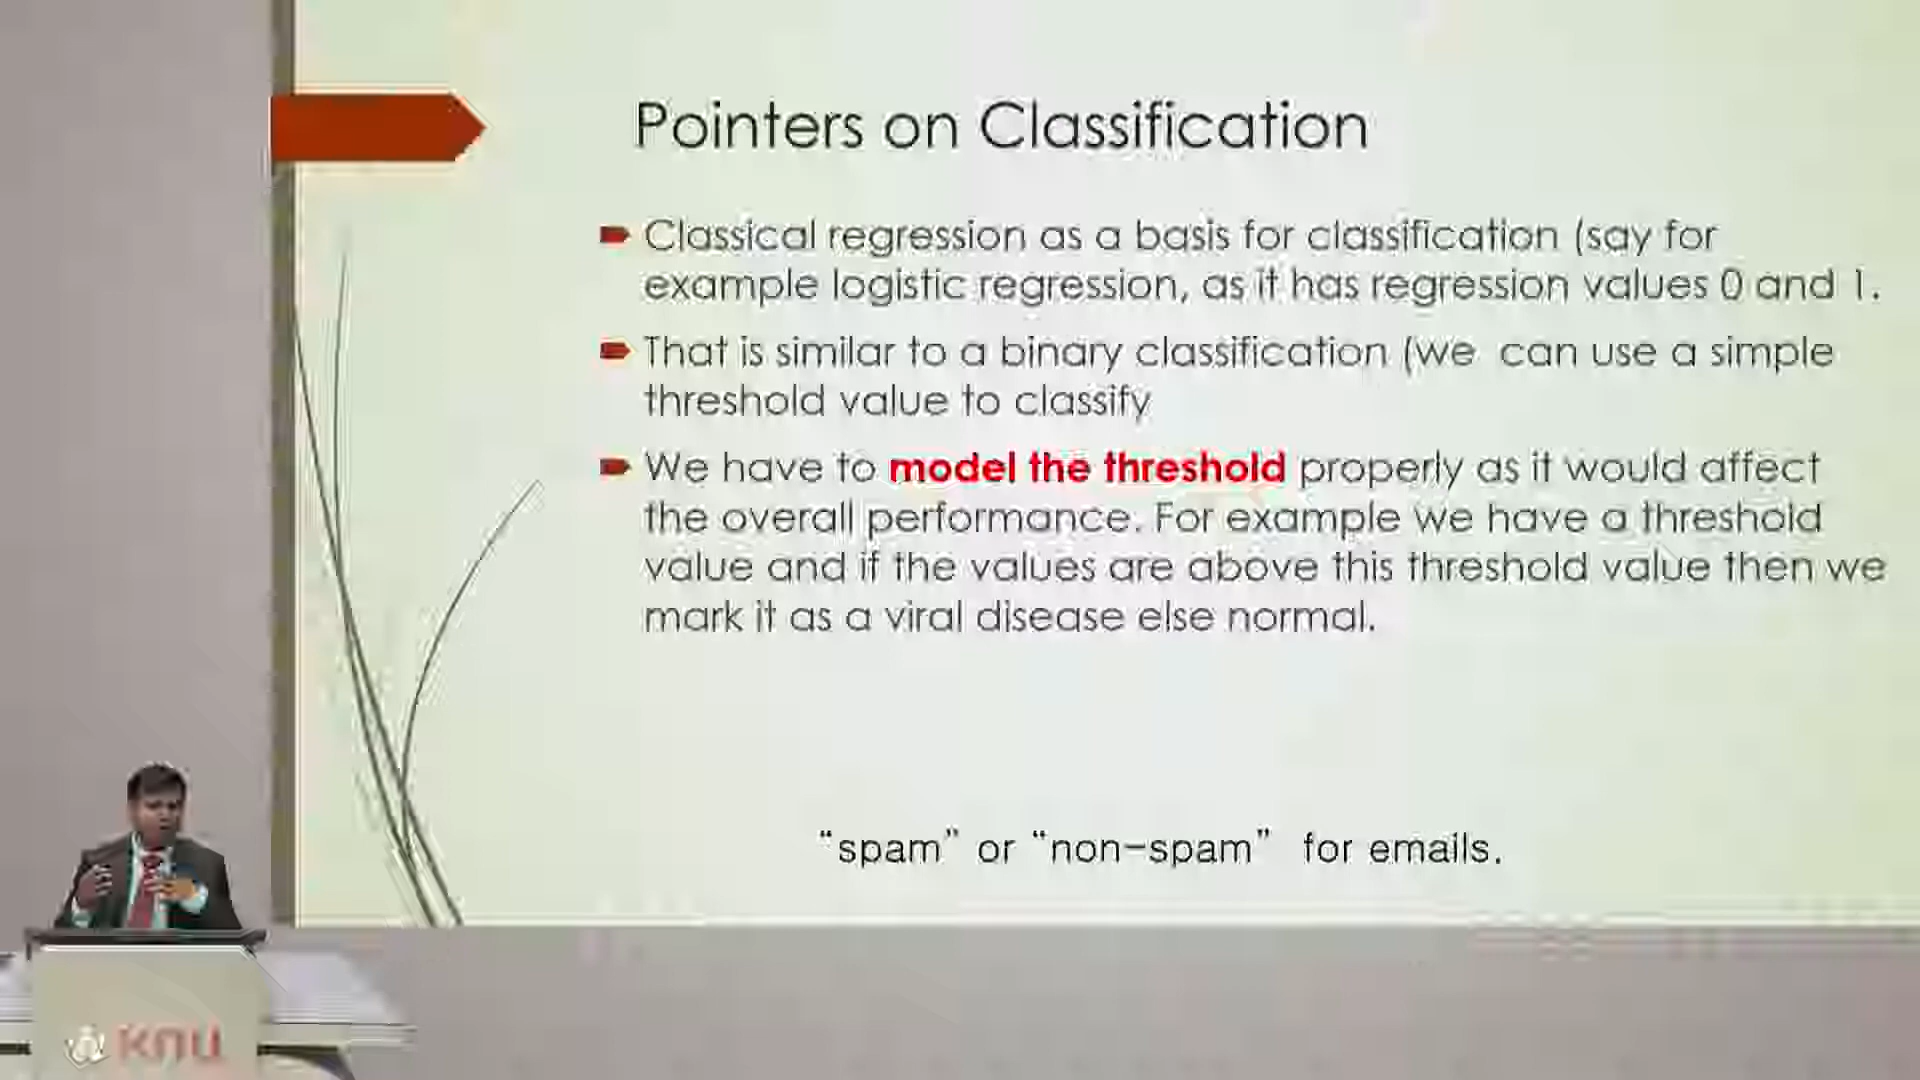 Pointers on Classification
Classical regression as a basis for classification (say for
example logistic regression, as it has regression values 0 and 1.
That is similar to a binary classification (we can use a simple
threshold value to classify
We have to model the threshold properly as it would affect
the overall performance. For example we have a threshold
value and if the values are above this threshold value then we
mark it as a viral disease else normal.
“spam” or “non-spam” for emails.
KNU